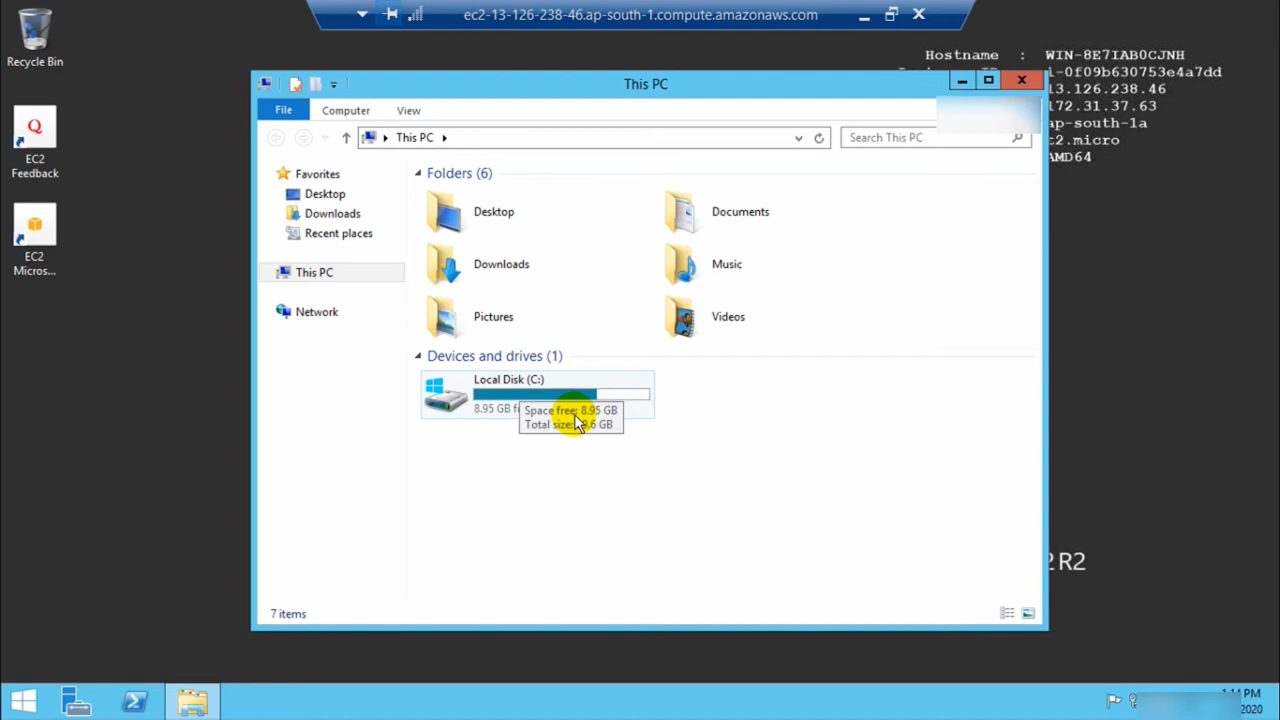 ec2-13-126-238-46.ap-south-1.compute.amazonaws.com
Recycle Bin
EC2
Feedback
EC2
Micros...
Hostname : WIN-8E7IAB0CJNH
i-0f09b630753e4a7dd
13.126.238.46
172.31.37.63
ap-south-1a
t2.micro
AMD64
This PC
File
Computer
View
This PC
Search This PC
Favorites
Desktop
Downloads
Recent places
This PC
Network
Folders (6)
Desktop
Documents
Downloads
Music
Pictures
Videos
Devices and drives (1)
Local Disk (C:)
8.95 GB
Space free: 8.95 GB
Total size:
GB
R2
7 items
PM
2020